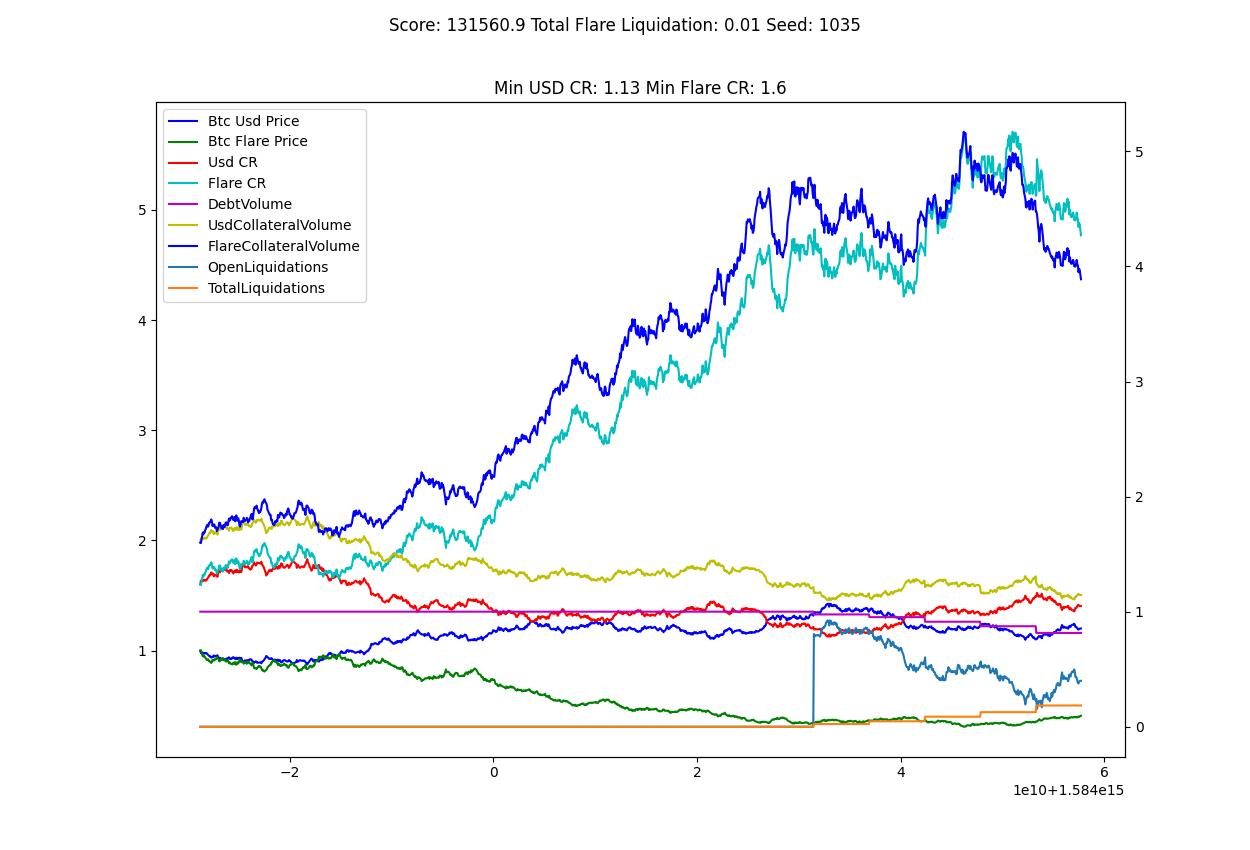 Score: 131560.9 Total Flare Liquidation: 0.01 Seed: 1035
Min USD CR: 1.13 Min Flare CR: 1.6
Btc Usd Price
Btc Flare Price
Usd CR
Flare CR
DebtVolume
UsdCollateralVolume
FlareCollateralVolume
OpenLiquidations
TotalLiquidations
5
4
3
2
1
5
4
3
2
1
0
−2
0
2
4
6
1e10+1.584e15